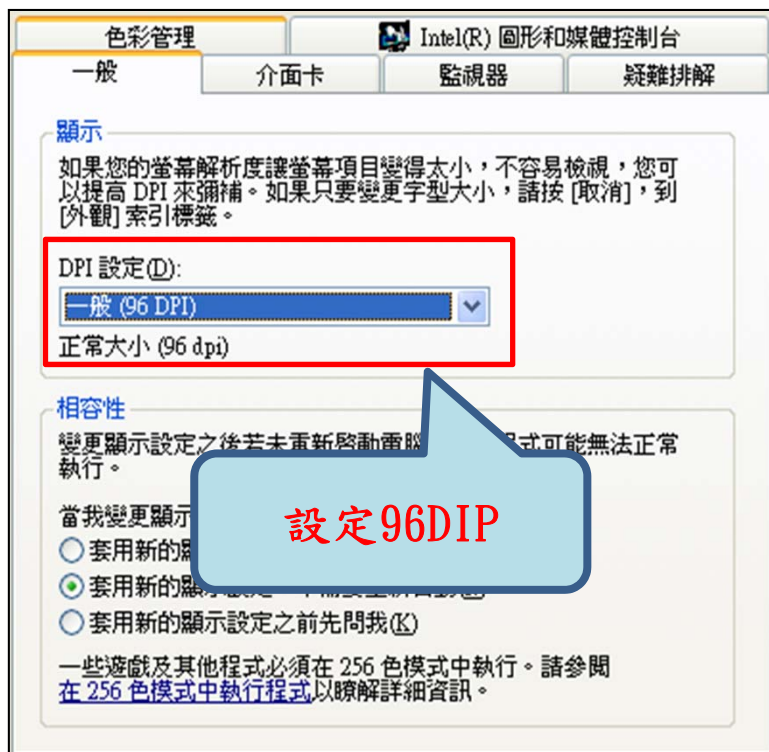 色彩管理
Intel(R) 圖形和媒體控制台
一般
介面卡
監視器
疑難排解
顯示
如果您的螢幕解析度讓螢幕項目變得太小，不容易檢視，您可
以提高 DPI 來彌補。如果只要變更字型大小，請按 [取消]，到
[外觀] 索引標籤。
DPI 設定(D):
一般 (96 DPI)
正常大小 (96 dpi)
相容性
變更顯示設定之後若未重新啟動電腦
程式可能無法正常
執行。
設定96DIP
當我變更顯示
套用新的顯
套用新的顯
套用新的顯示設定之前先問我(K)
一些遊戲及其他程式必須在 256 色模式中執行。請參閱
在 256 色模式中執行程式以瞭解詳細資訊。